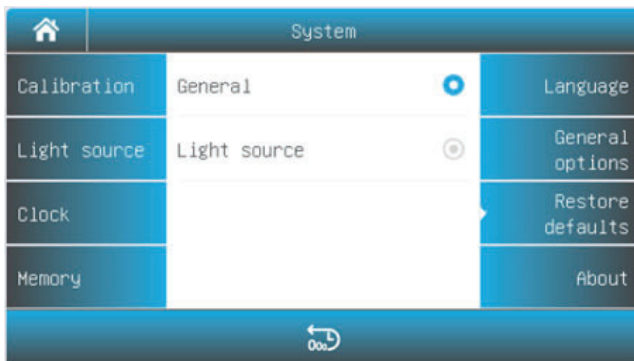 System
Calibration
Light source
Clock
Memory
General
Light source
Language
General
options
Restore
defaults
About